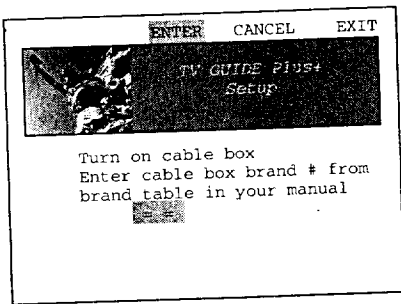 ENTER CANCEL EXIT
TV GUIDE Plus+
Setup
Turn on cable box
Enter cable box brand # from
brand table in your manual
= =